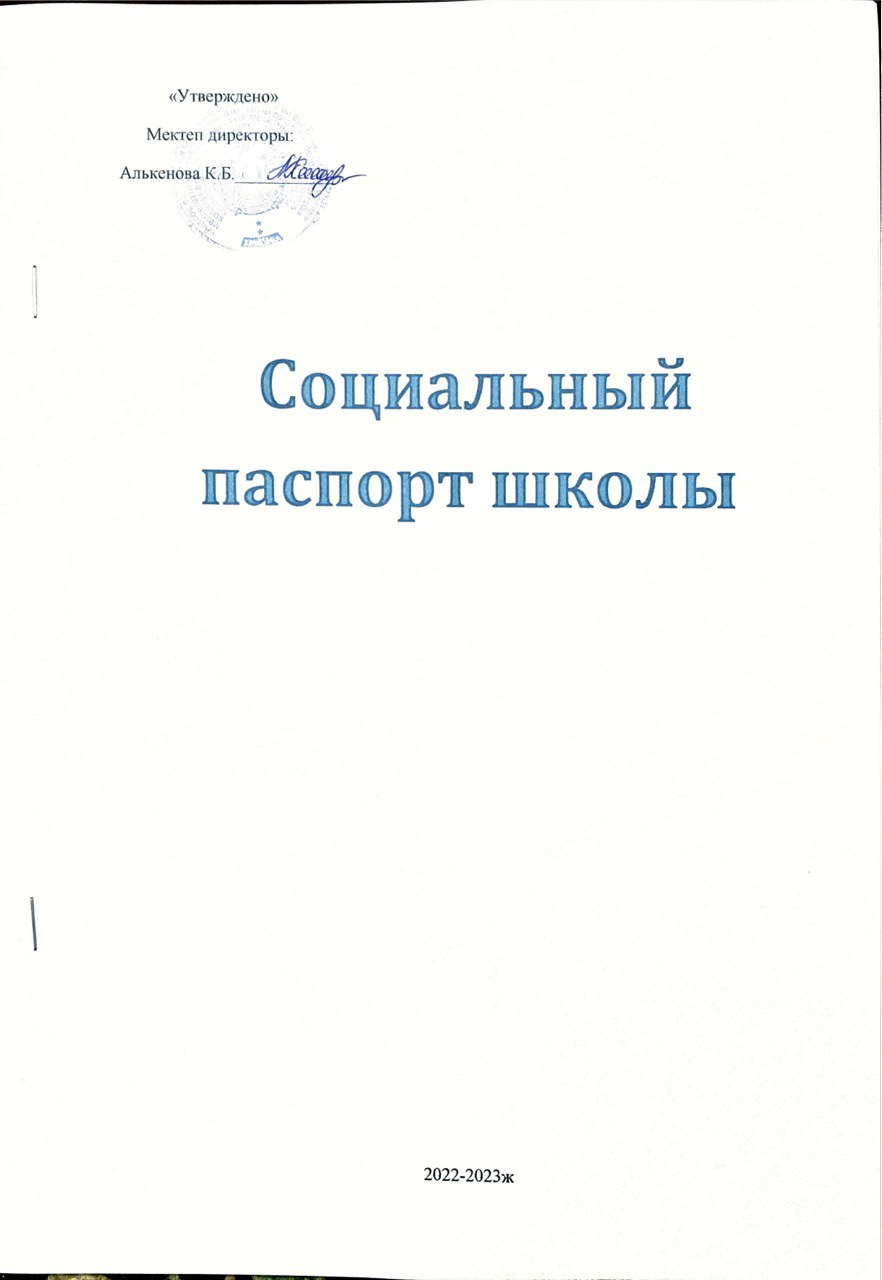 «Утверждено»
Мектеп директоры:
Алькенова К.Б.
Социальный
паспорт школы
2022-2023ж